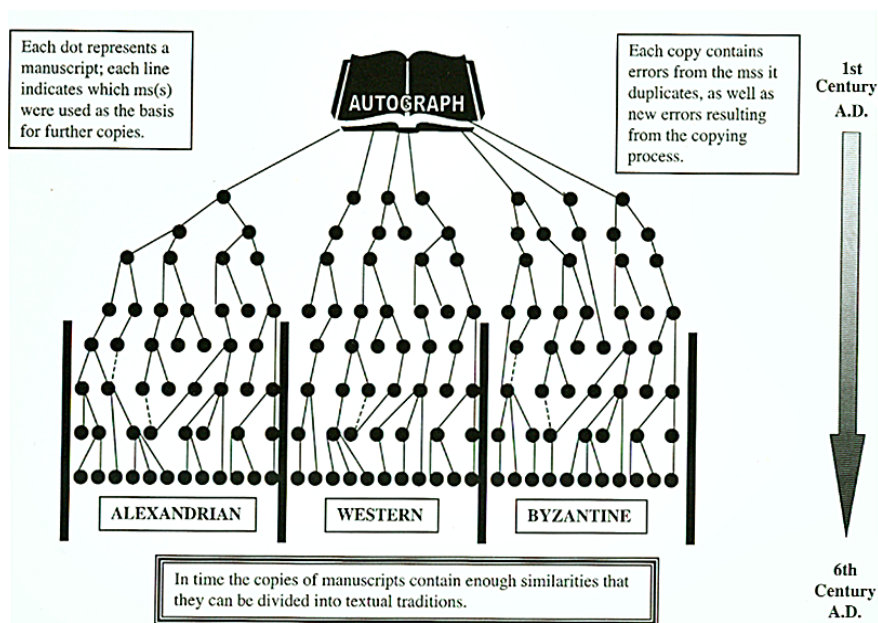 Each dot represents a
manuscript; each line
indicates which ms(s)
were used as the basis
for further copies.
AUTOGRAPH
Each copy contains
errors from the mss it
duplicates, as well as
new errors resulting
from the copying
process.
1st
Century
A.D.
ALEXANDRIAN
WESTERN
BYZANTINE
In time the copies of manuscripts contain enough similarities that
they can be divided into textual traditions.
6th
Century
A.D.